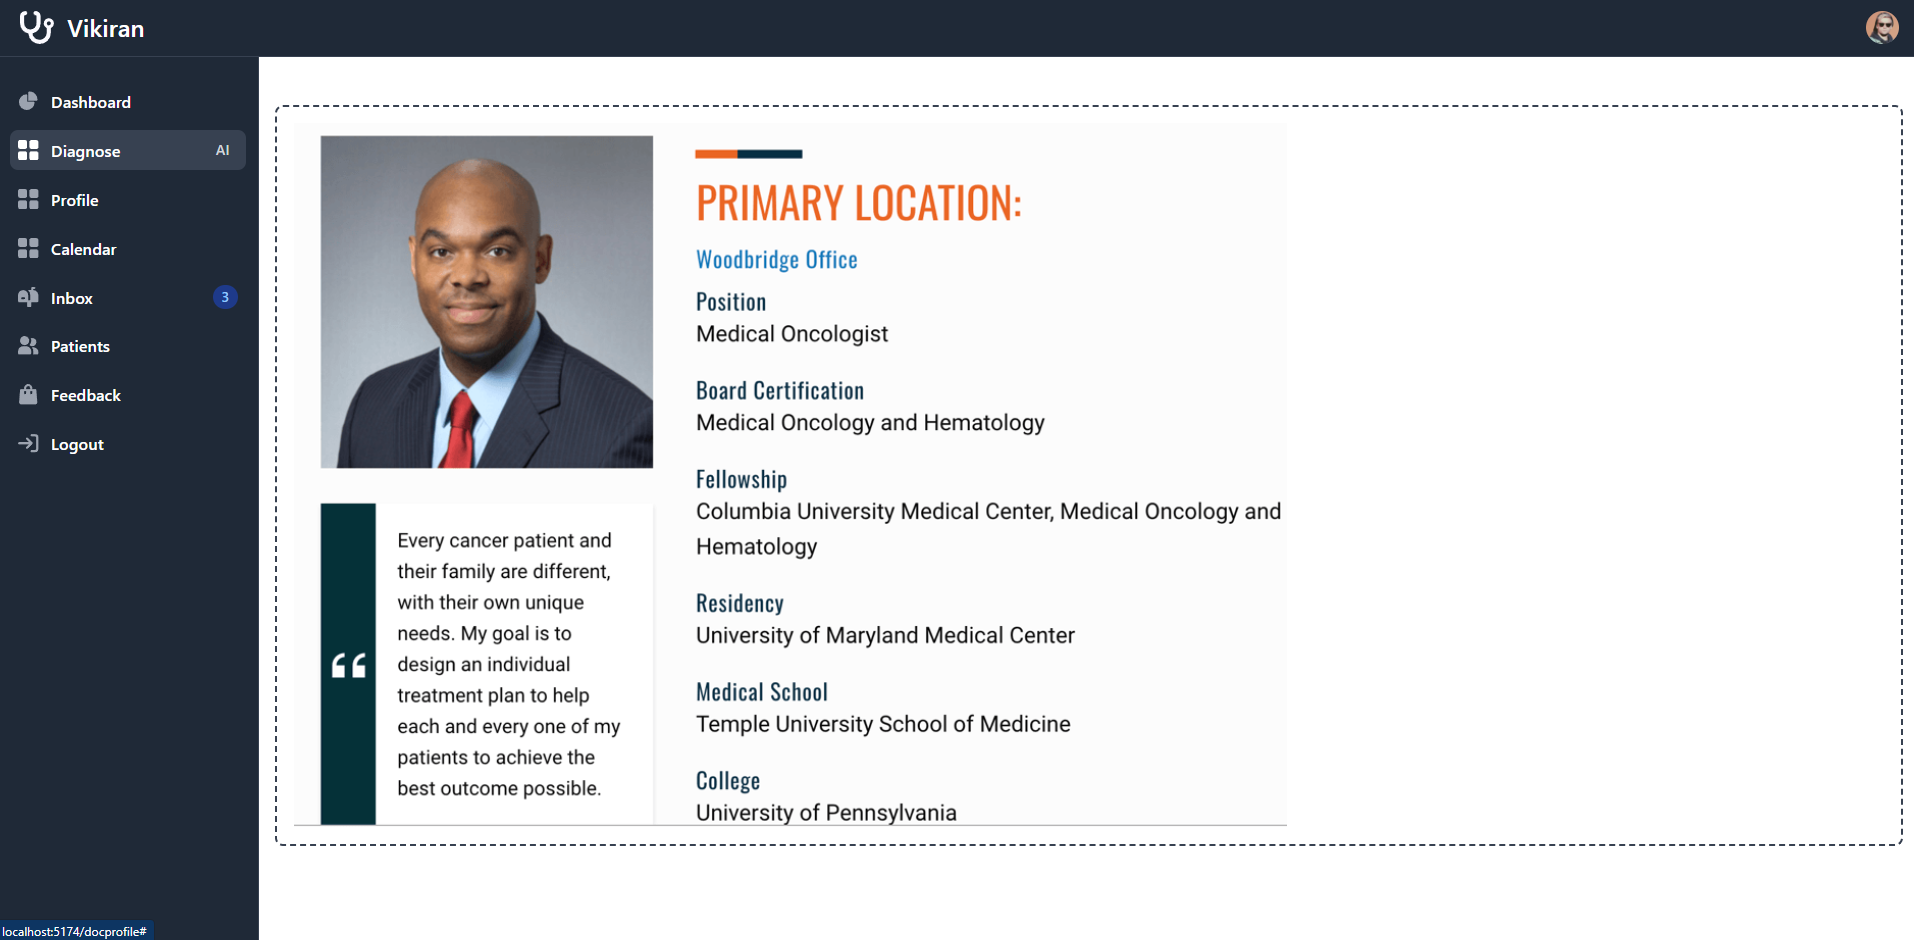 Vikiran
Dashboard
Diagnose AI
Profile
Calendar
Inbox 3
Patients
Feedback
Logout
PRIMARY LOCATION:
Woodbridge Office
Position
Medical Oncologist
Board Certification
Medical Oncology and Hematology
Fellowship
Columbia University Medical Center, Medical Oncology and
Hematology
Residency
University of Maryland Medical Center
Medical School
Temple University School of Medicine
College
University of Pennsylvania
“
Every cancer patient and
their family are different,
with their own unique
needs. My goal is to
design an individual
treatment plan to help
each and every one of my
patients to achieve the
best outcome possible.
localhost:5174/docprofile#